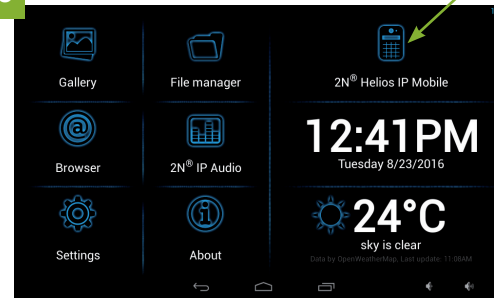 Gallery
File manager
2N® Helios IP Mobile
Browser
2N® IP Audio
12:41PM
Tuesday 8/23/2016
Settings
About
24°C
sky is clear
Data by OpenWeatherMap, Last update: 11:08AM